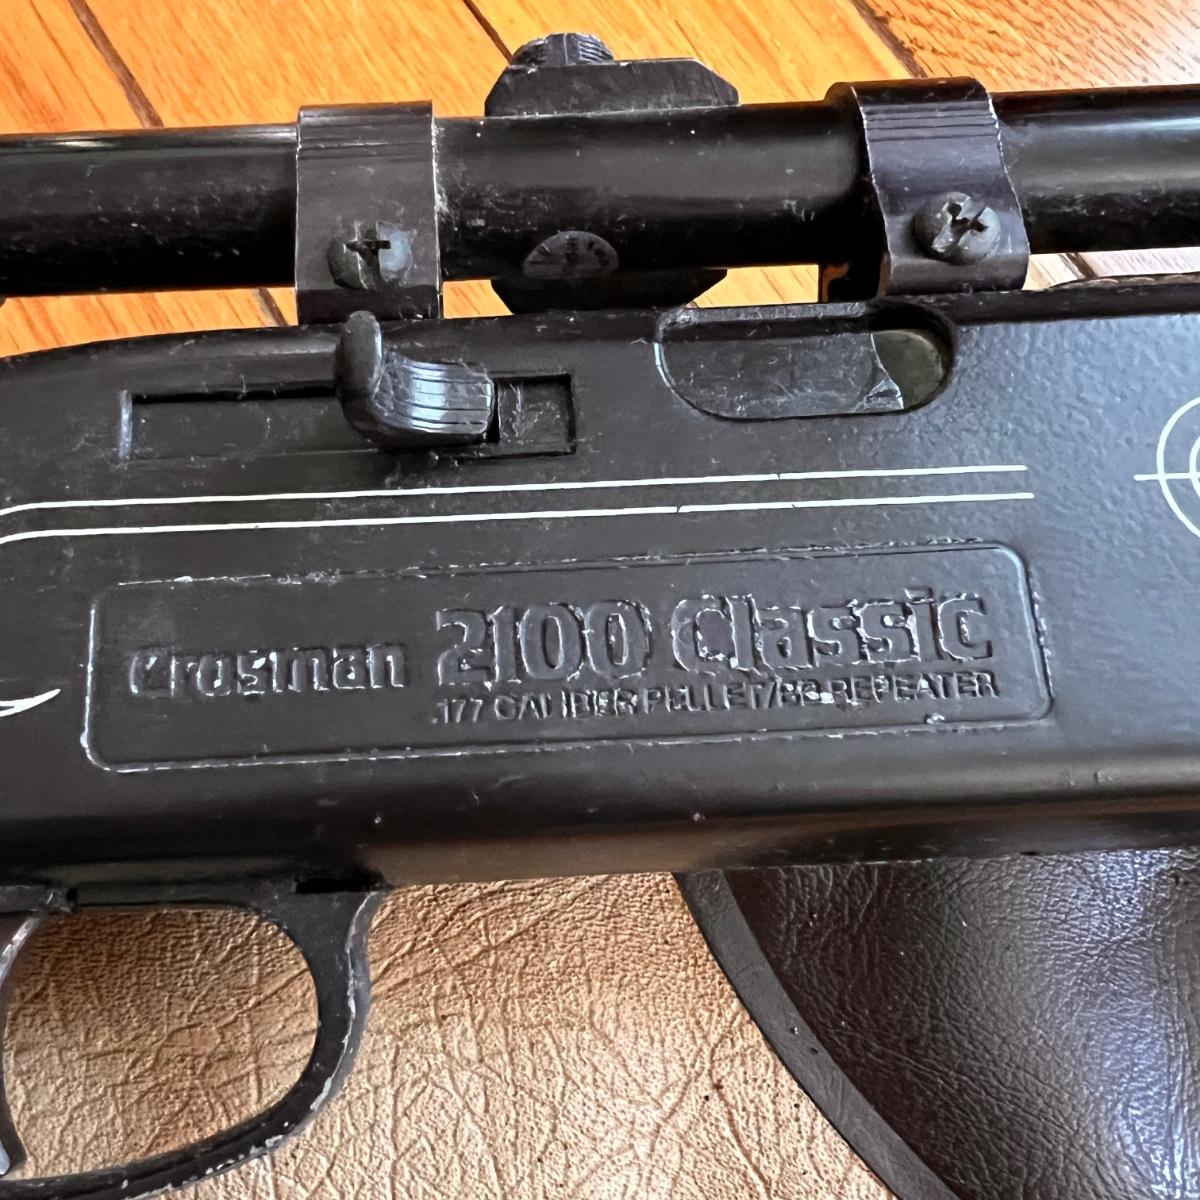 Crosman 2100 Classic
.177 CALIBER PELLET/BB REPEATER